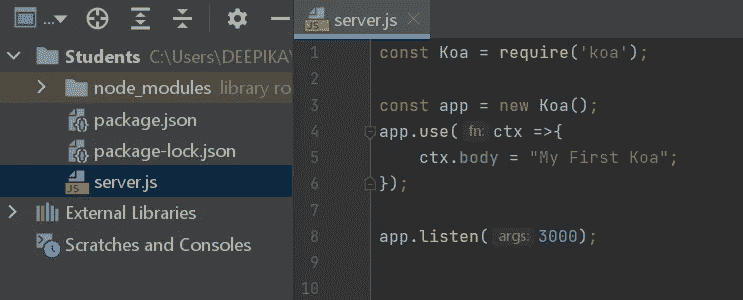 ...
Students C:\Users\DEEPIKA\
node_modules library ro
package.json
package-lock.json
server.js
External Libraries
Scratches and Consoles
server.js
1 const Koa = require('koa');
2
3 const app = new Koa();
4 app.use( fn: ctx =>{
5 ctx.body = "My First Koa";
6 });
7
8 app.listen( args: 3000);
9
10